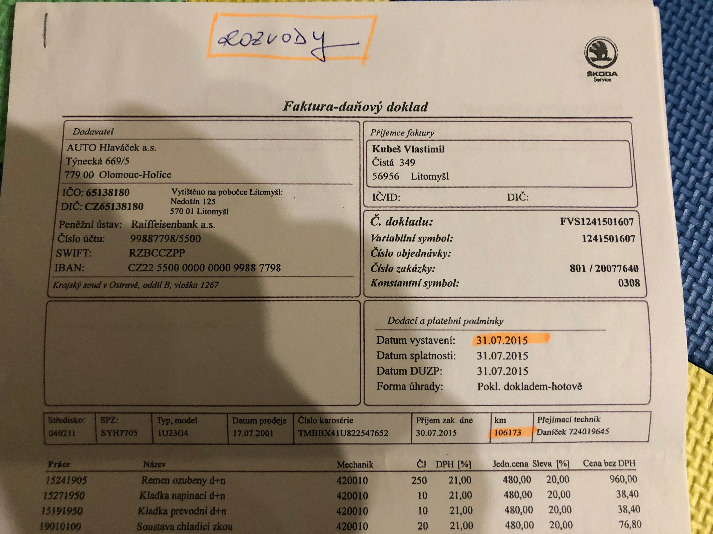 ROZVODY
ŠKODA
Service
Faktura-daňový doklad
Dodavatel
AUTO Hlaváček a.s.
Týnecká 669/5
779 00 Olomouc-Holice
IČO: 65138180
DIČ: CZ65138180
Vytištěno na pobočce Litomyšl:
Nedošín 125
570 01 Litomyšl
Peněžní ústav: Raiffeisenbank a.s.
Číslo účtu: 99887798/5500
SWIFT: RZBCCZPP
IBAN: CZ22 5500 0000 0000 9988 7798
Krajský soud v Ostravě, oddíl B, vložka 1267
Příjemce faktury
Kubeš Vlastimil
Čistá 349
56956 Litomyšl
IČ/ID: DIČ:
Č. dokladu: FVS1241501607
Variabilní symbol: 1241501607
Číslo objednávky:
Číslo zakázky: 801 / 20077640
Konstantní symbol: 0308
Dodací a platební podmínky
Datum vystavení: 31.07.2015
Datum splatnosti: 31.07.2015
Datum DUZP: 31.07.2015
Forma úhrady: Pokl. dokladem-hotově
Středisko: SPZ: Typ, model Datum prodeje Číslo karosérie Příjem zak. dne km Přejímací technik
049211 SYH7705 1U23G4 17.07.2001 TMBBX41U822547652 30.07.2015 106173 Daníček 724019645
Práce Název Mechanik ČJ DPH [%] Jedn.cena Sleva [%] Cena bez DPH
15241905 Remen ozubeny d+n 420010 250 21,00 480,00 20,00 960,00
15271950 Kladka napinaci d+n 420010 10 21,00 480,00 20,00 38,40
15191950 Kladka prevodni d+n 420010 10 21,00 480,00 20,00 38,40
19010100 Soustava chladici zkou 420010 20 21,00 480,00 20,00 76,80